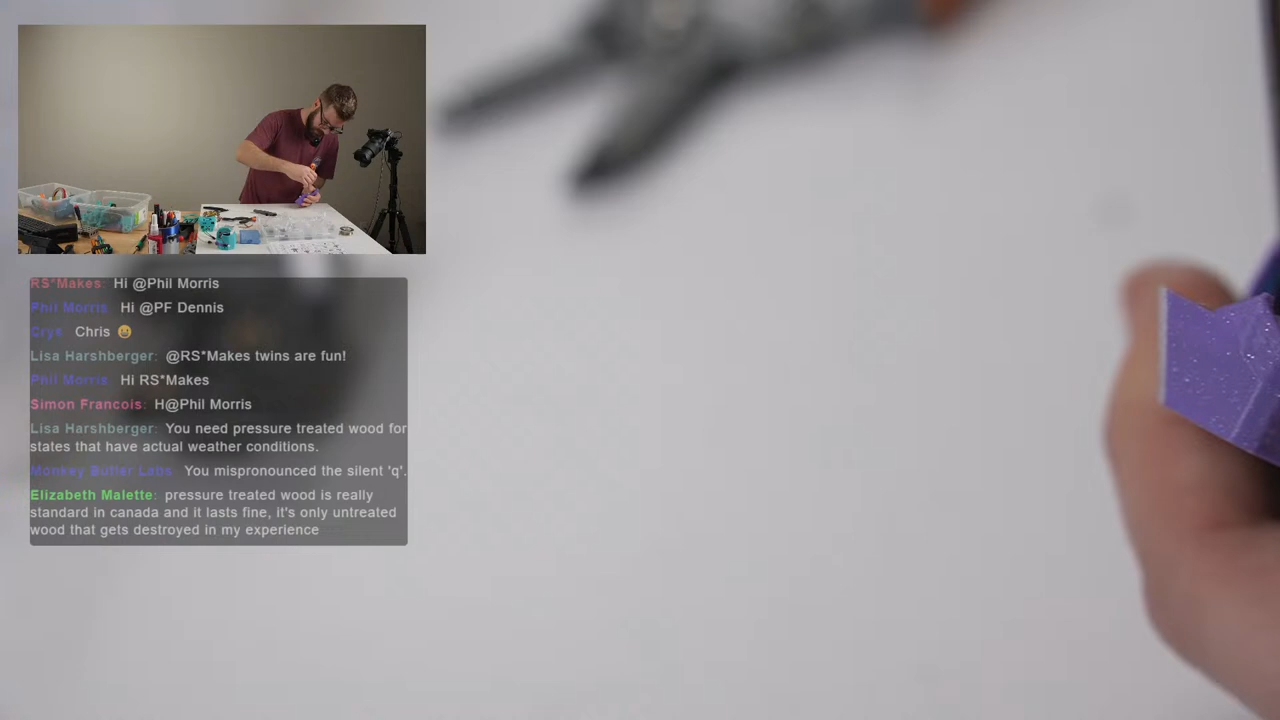 RS*Makes: Hi @Phil Morris
Phil Morris Hi @PF Dennis
Chris 😀
Lisa Harshberger: @RS*Makes twins are fun!
Phil Morris Hi RS*Makes
Simon Francois: H@Phil Morris
Lisa Harshberger: You need pressure treated wood for
states that have actual weather conditions.
Monkey Butler Labs You mispronounced the silent 'q'.
Elizabeth Malette: pressure treated wood is really
standard in canada and it lasts fine, it's only untreated
wood that gets destroyed in my experience